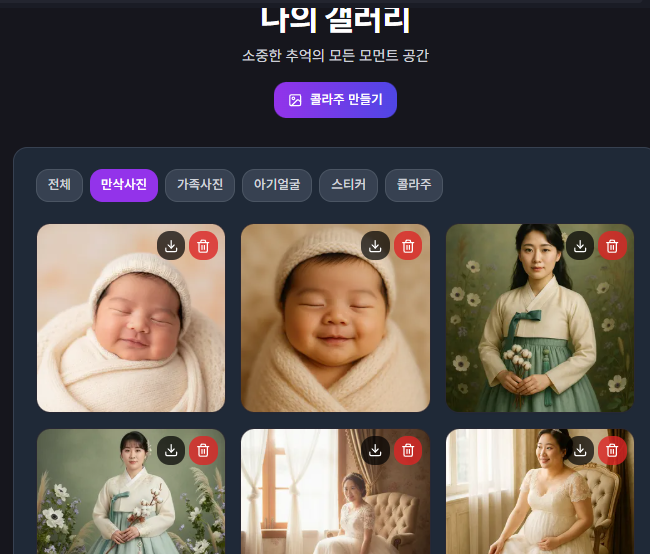 나의 갤러리
소중한 추억의 모든 모먼트 공간
콜라주 만들기
전체 만삭사진 가족사진 아기얼굴 스티커 콜라주